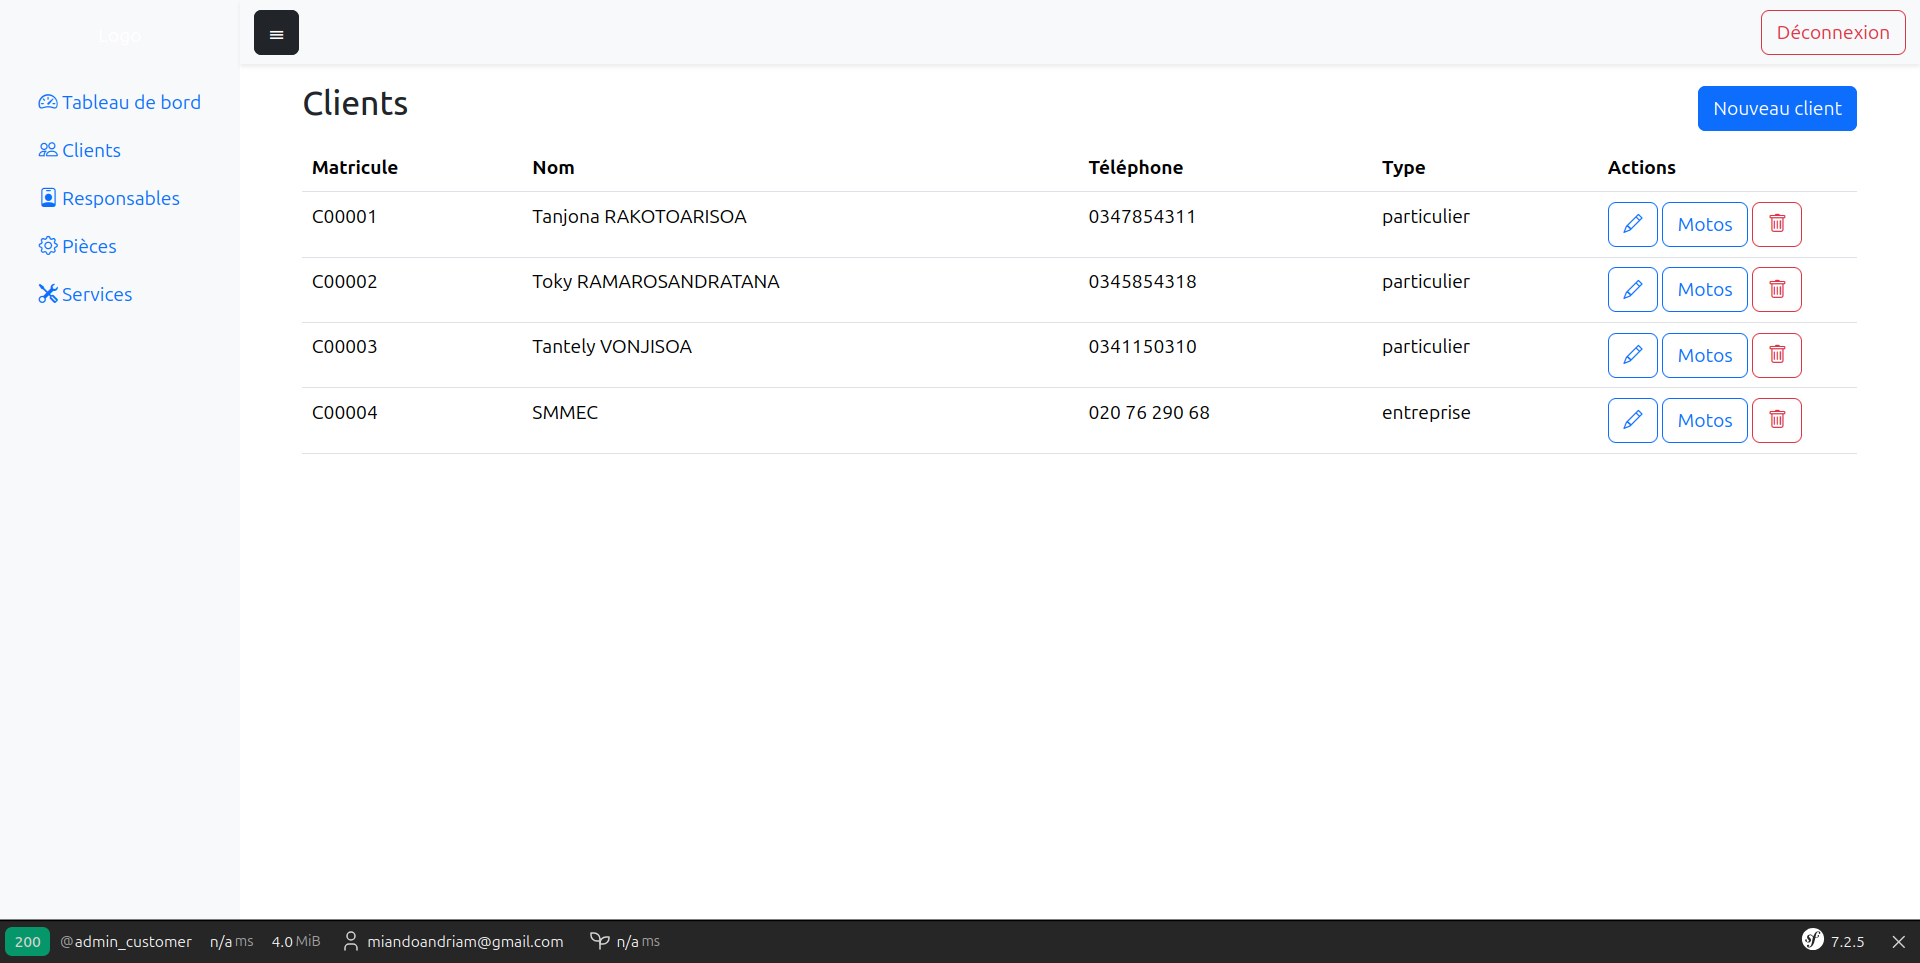 Logo
Déconnexion
Tableau de bord
Clients
Responsables
Pièces
Services
Clients
Nouveau client
Matricule Nom Téléphone Type Actions
C00001 Tanjona RAKOTOARISOA 0347854311 particulier Motos
C00002 Toky RAMAROSANDRATANA 0345854318 particulier Motos
C00003 Tantely VONJISOA 0341150310 particulier Motos
C00004 SMMEC 020 76 290 68 entreprise Motos
200 @admin_customer n/a ms 4.0 MiB miandoandriam@gmail.com n/a ms sf 7.2.5